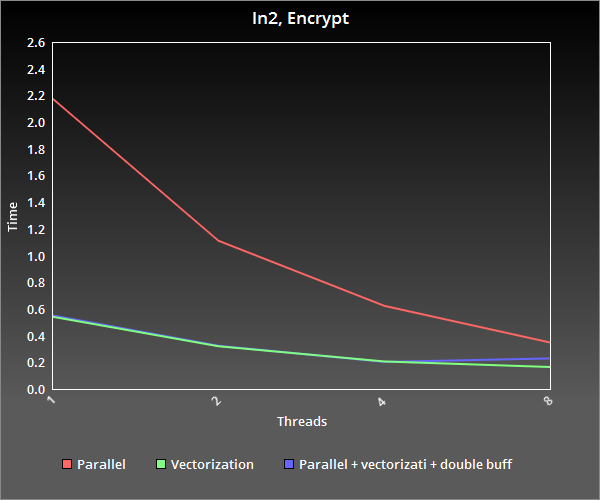 In2, Encrypt
2.6
2.4
2.2
2.0
1.8
1.6
1.4
1.2
1.0
0.8
0.6
0.4
0.2
0.0
Time
1 2 4 8
Threads
Parallel Vectorization Parallel + vectorizati + double buff